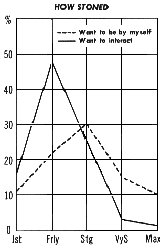 HOW STONED
%
Want to be by myself
Want to interact
50
40
30
20
10
0
Jst Frly Stg VyS Max